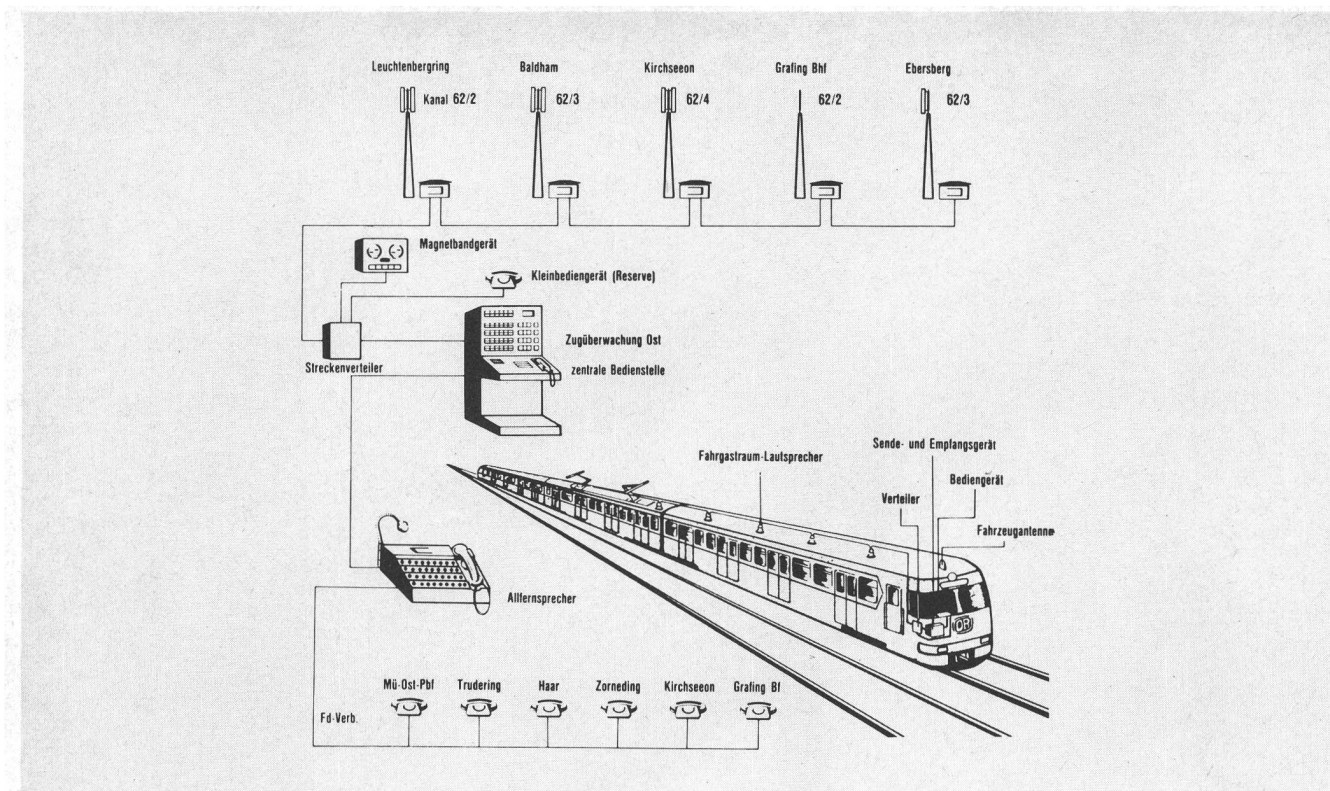 Leuchtenbergring
Baldham
Kirchseeon
Grafing Bhf
Ebersberg
Kanal 62/2
62/3
62/4
62/2
62/3
Magnetbandgerät
Kleinbediengerät (Reserve)
Zugüberwachung Ost
Streckenverteiler
zentrale Bedienstelle
Sende- und Empfangsgerät
Fahrgastraum-Lautsprecher
Bediengerät
Verteiler
Fahrzeugantenne
DB
Allfernsprecher
Mü-Ost-Pbf
Trudering
Haar
Zorneding
Kirchseeon
Grafing Bf
Fd-Verb.